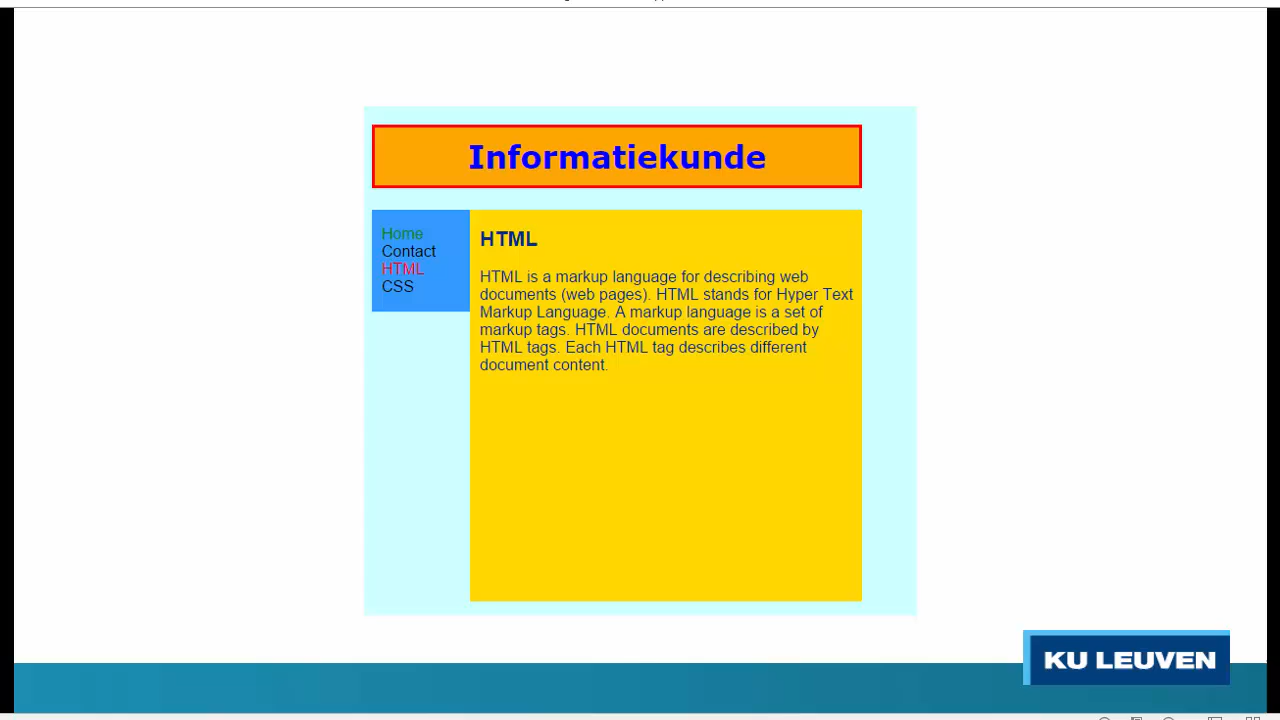 Informatiekunde
Home
Contact
HTML
CSS
HTML
HTML is a markup language for describing web
documents (web pages). HTML stands for Hyper Text
Markup Language. A markup language is a set of
markup tags. HTML documents are described by
HTML tags. Each HTML tag describes different
document content.
KU LEUVEN